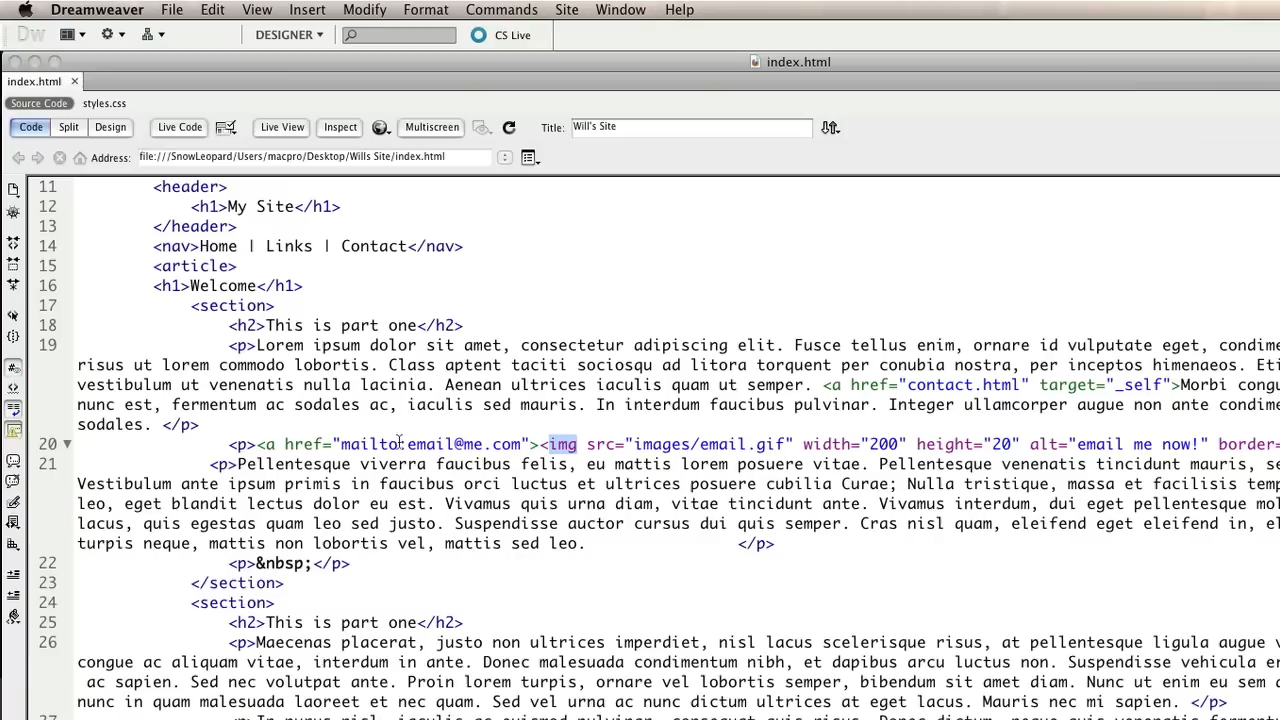 Dreamweaver File Edit View Insert Modify Format Commands Site Window Help
Dw DESIGNER CS Live
index.html
index.html
Source Code styles.css
Code Split Design Live Code Live View Inspect Multiscreen Title: Will's Site
Address: file:///SnowLeopard/Users/macpro/Desktop/Wills Site/index.html
11 <header>
12 <h1>My Site</h1>
13 </header>
14 <nav>Home | Links | Contact</nav>
15 <article>
16 <h1>Welcome</h1>
17 <section>
18 <h2>This is part one</h2>
19 <p>Lorem ipsum dolor sit amet, consectetur adipiscing elit. Fusce tellus enim, ornare id vulputate eget, condime
risus ut lorem commodo lobortis. Class aptent taciti sociosqu ad litora torquent per conubia nostra, per inceptos himenaeos. Eti
vestibulum ut venenatis nulla lacinia. Aenean ultrices iaculis quam ut semper. <a href="contact.html" target="_self">Morbi cong
nunc est, fermentum ac sodales ac, iaculis sed mauris. In interdum faucibus pulvinar. Integer ullamcorper augue non ante condim
sodales. </p>
20 <p><a href="mailto:email@me.com"><img src="images/email.gif" width="200" height="20" alt="email me now!" border=
21 <p>Pellentesque viverra faucibus felis, eu mattis lorem posuere vitae. Pellentesque venenatis tincidunt mauris, se
Vestibulum ante ipsum primis in faucibus orci luctus et ultrices posuere cubilia Curae; Nulla tristique, massa et facilisis temp
leo, eget blandit lectus dolor eu est. Vivamus quis urna diam, vitae tincidunt ante. Vivamus interdum, dui eget pellentesque mol
lacus, quis egestas quam leo sed justo. Suspendisse auctor cursus dui quis semper. Cras nisl quam, eleifend eget eleifend in, el
turpis neque, mattis non lobortis vel, mattis sed leo. </p>
22 <p>&nbsp;</p>
23 </section>
24 <section>
25 <h2>This is part one</h2>
26 <p>Maecenas placerat, justo non ultrices imperdiet, nisl lacus scelerisque risus, at pellentesque ligula augue v
congue ac aliquam vitae, interdum in ante. Donec malesuada condimentum nibh, et dapibus arcu luctus non. Suspendisse vehicula er
ac sapien. Sed nec volutpat ante. Proin lorem turpis, ornare vel lobortis semper, bibendum sit amet diam. Nunc ut enim eu sem a
nunc in quam malesuada laoreet et nec quam. Sed vel urna ac nunc dictum ultrices at eget lacus. Mauris nec mi sapien. </p>